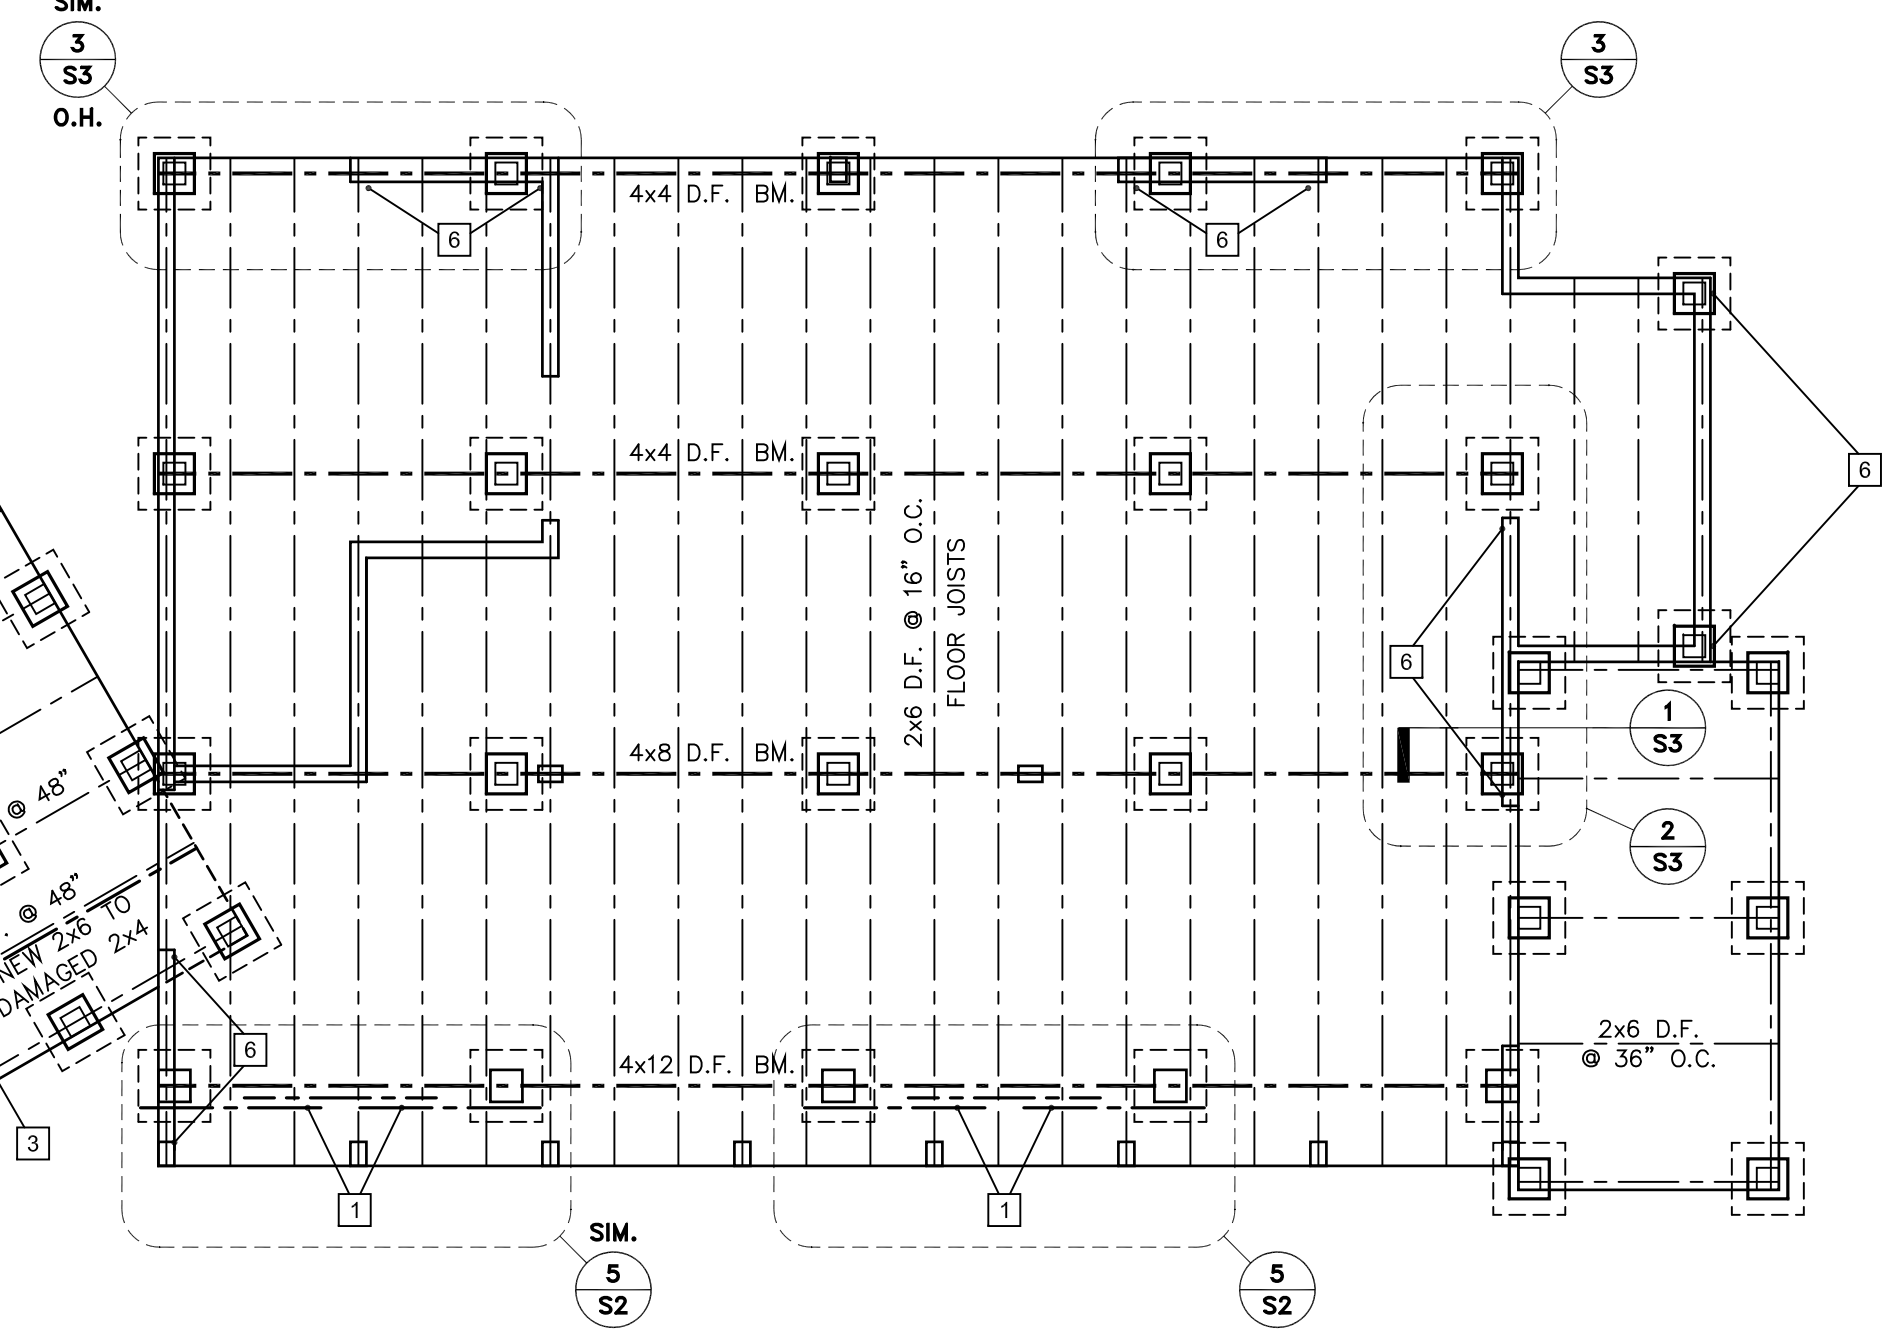 SIM.
3
S3
O.H.
3
S3
4x4 D.F. BM.
6
6
4x4 D.F. BM.
6
2x6 D.F. @ 16" O.C.
FLOOR JOISTS
6
1
S3
4x8 D.F. BM.
2
S3
@ 48"
. @ 48"
NEW 2x6 TO
DAMAGED 2x4
6
2x6 D.F.
@ 36" O.C.
4x12 D.F. BM.
3
1
1
SIM.
5
S2
5
S2